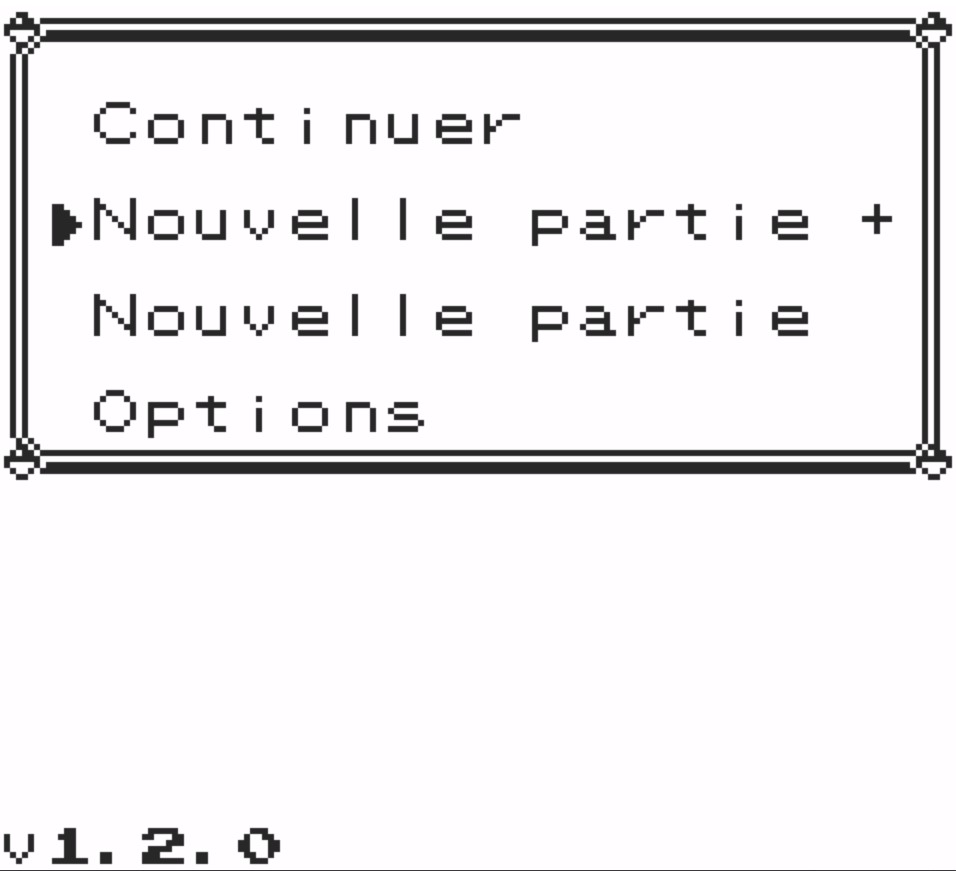 Continuer
▶Nouvelle partie +
Nouvelle partie
Options
v1.2.0